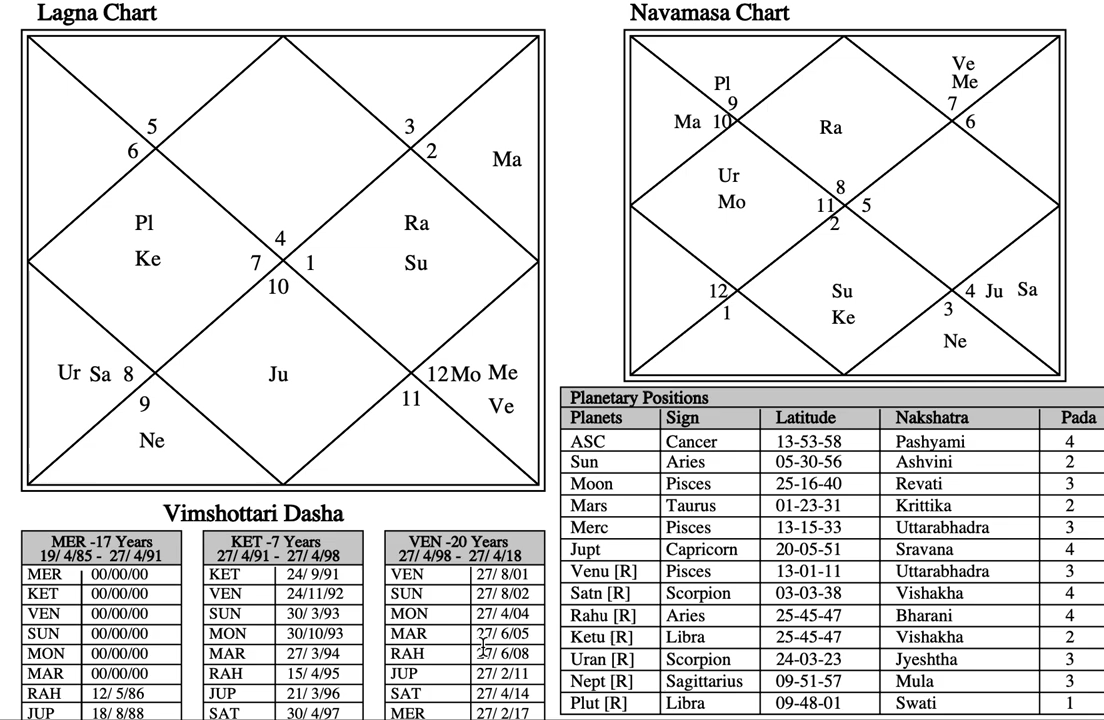 Lagna Chart
5
6
3
2
Ma
Pl
Ke
Ra
Su
4
7
1
10
Ur Sa 8
9
Ne
Ju
12 Mo Me
11
Ve
Navamasa Chart
Pl
9
Ma 10
Ra
Ve
Me
7
6
Ur
Mo
8
11
5
2
12
1
Su
Ke
4 Ju Sa
3
Ne
Vimshottari Dasha
MER -17 Years
19/ 4/85 - 27/ 4/91
MER 00/00/00
KET 00/00/00
VEN 00/00/00
SUN 00/00/00
MON 00/00/00
MAR 00/00/00
RAH 12/ 5/86
JUP 18/ 8/88
KET -7 Years
27/ 4/91 - 27/ 4/98
KET 24/ 9/91
VEN 24/11/92
SUN 30/ 3/93
MON 30/10/93
MAR 27/ 3/94
RAH 15/ 4/95
JUP 21/ 3/96
SAT 30/ 4/97
VEN -20 Years
27/ 4/98 - 27/ 4/18
VEN 27/ 8/01
SUN 27/ 8/02
MON 27/ 4/04
MAR 27/ 6/05
RAH 27/ 6/08
JUP 27/ 2/11
SAT 27/ 4/14
MER 27/ 2/17
Planetary Positions
Planets Sign Latitude Nakshatra Pada
ASC Cancer 13-53-58 Pashyami 4
Sun Aries 05-30-56 Ashvini 2
Moon Pisces 25-16-40 Revati 3
Mars Taurus 01-23-31 Krittika 2
Merc Pisces 13-15-33 Uttarabhadra 3
Jupt Capricorn 20-05-51 Sravana 4
Venu [R] Pisces 13-01-11 Uttarabhadra 3
Satn [R] Scorpion 03-03-38 Vishakha 4
Rahu [R] Aries 25-45-47 Bharani 4
Ketu [R] Libra 25-45-47 Vishakha 2
Uran [R] Scorpion 24-03-23 Jyeshtha 3
Nept [R] Sagittarius 09-51-57 Mula 3
Plut [R] Libra 09-48-01 Swati 1